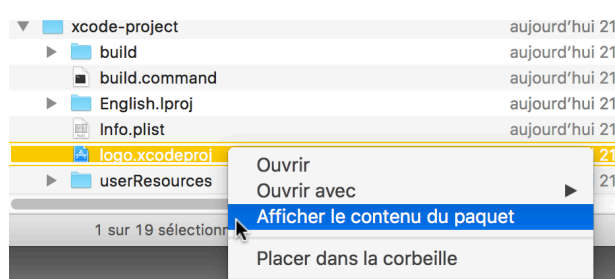 xcode-project aujourd'hui 21
build aujourd'hui 21
build.command aujourd'hui 21
English.lproj aujourd'hui 21
Info.plist aujourd'hui 21
logo.xcodeproj 21
userResources 21
1 sur 19 sélectionn
Ouvrir
Ouvrir avec
Afficher le contenu du paquet
Placer dans la corbeille